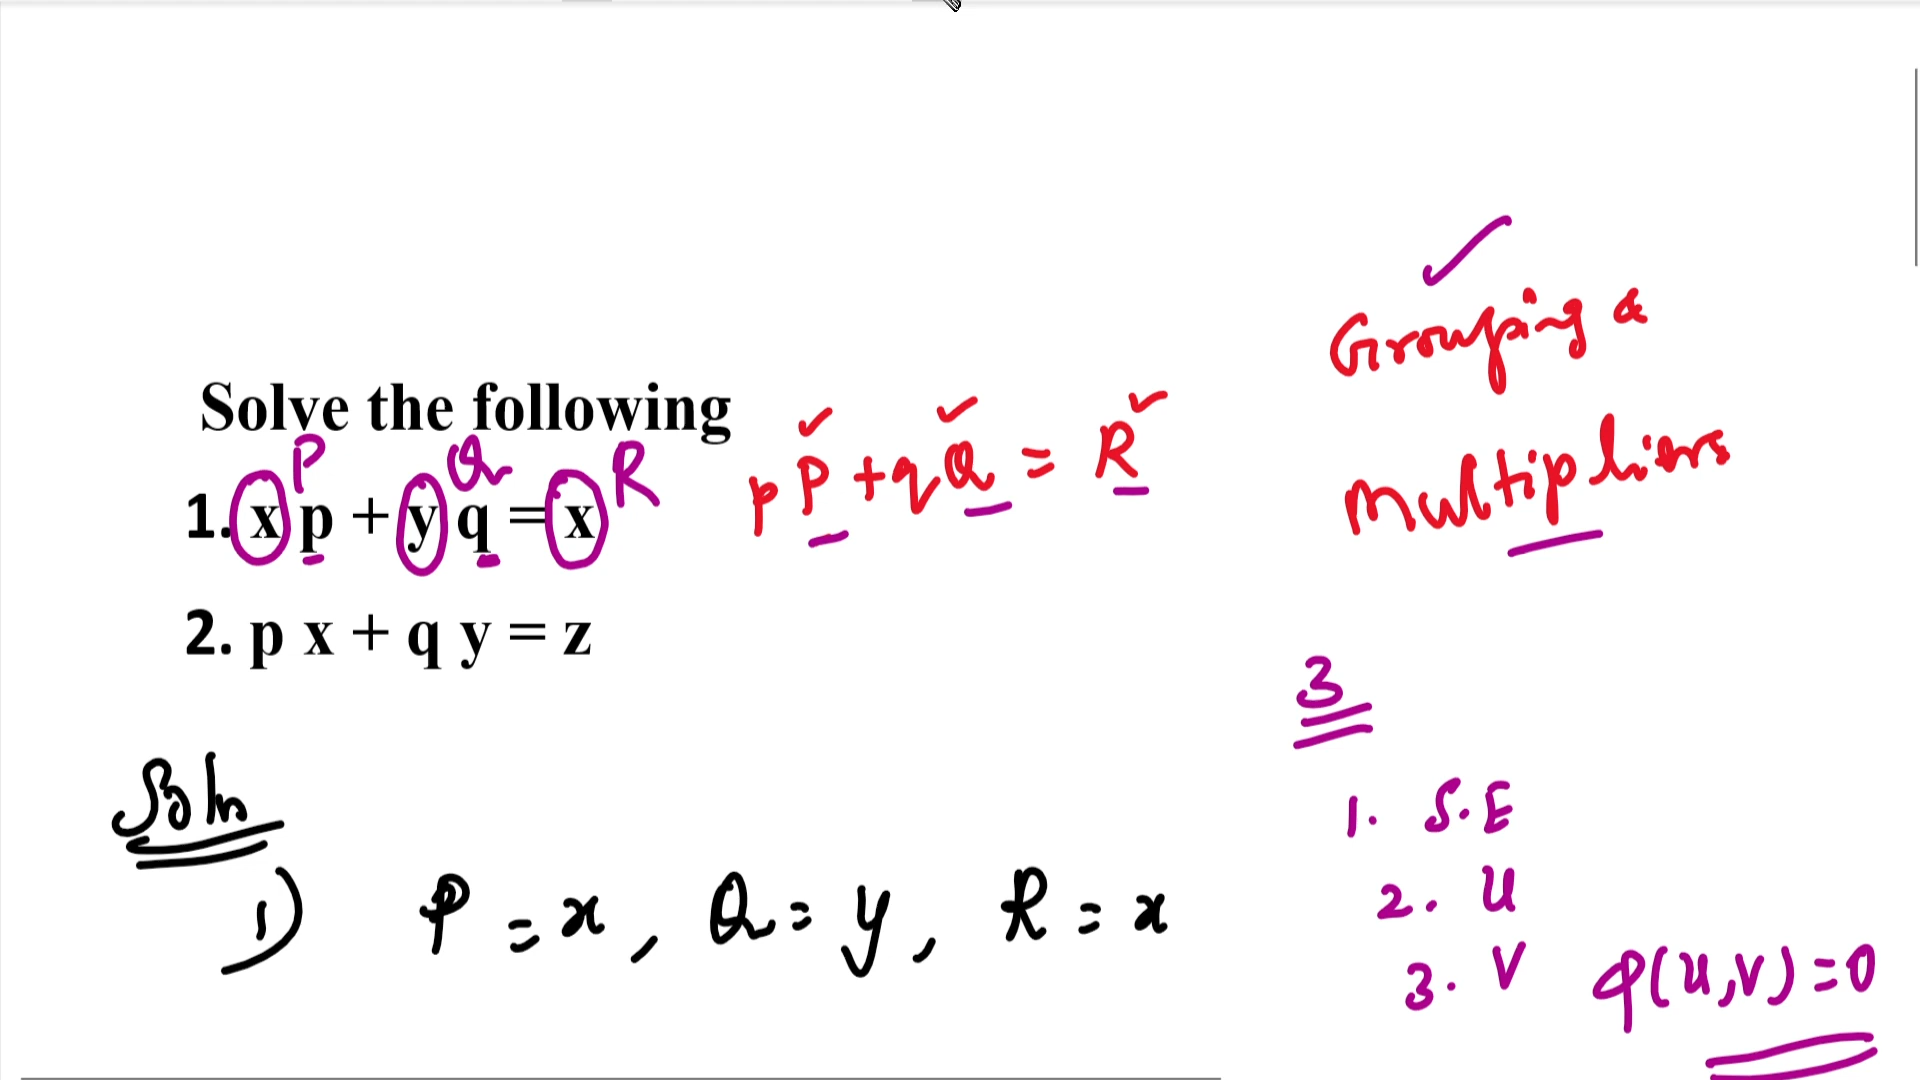 Grouping &
Multipliers
Solve the following
P Q R
1. x p + y q = x
pP + qQ = R
2. p x + q y = z
3
Soln
1) P = x, Q = y, R = x
1. S.E
2. U
3. V
φ(u,v)=0